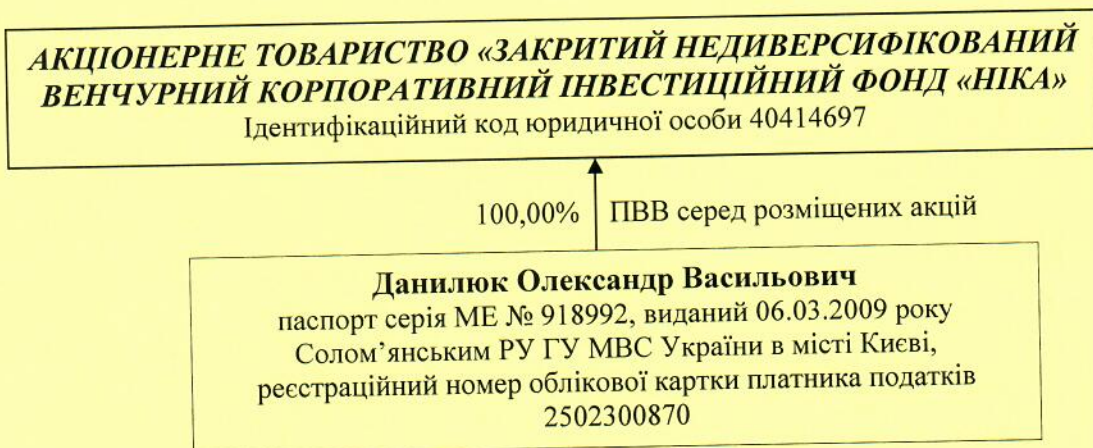 АКЦІОНЕРНЕ ТОВАРИСТВО «ЗАКРИТИЙ НЕДИВЕРСИФІКОВАНИЙ
ВЕНЧУРНИЙ КОРПОРАТИВНИЙ ІНВЕСТИЦІЙНИЙ ФОНД «НІКА»
Ідентифікаційний код юридичної особи 40414697
100,00% ПВВ серед розміщених акцій
Данилюк Олександр Васильович
паспорт серія МЕ № 918992, виданий 06.03.2009 року
Солом’янським РУ ГУ МВС України в місті Києві,
реєстраційний номер облікової картки платника податків
2502300870